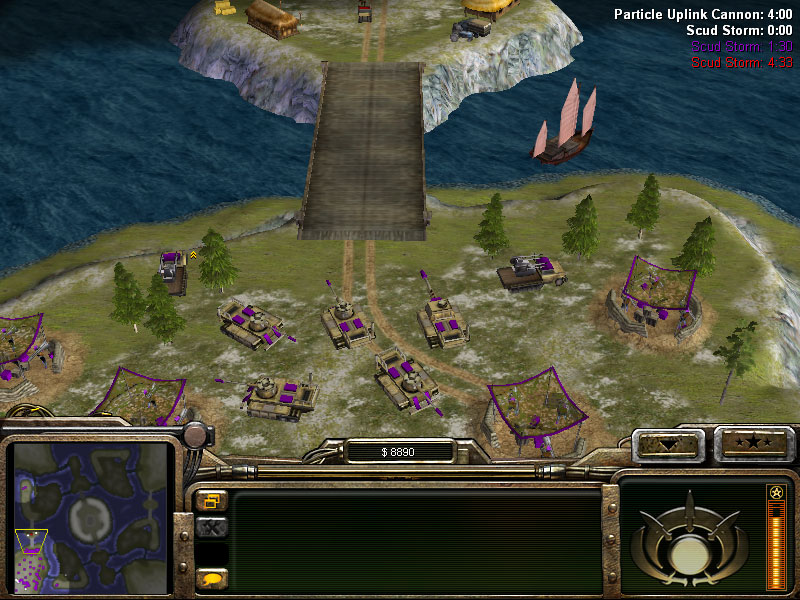 Particle Uplink Cannon: 4:00
Scud Storm: 0:00
Scud Storm: 1:30
Scud Storm: 4:33
$ 8890